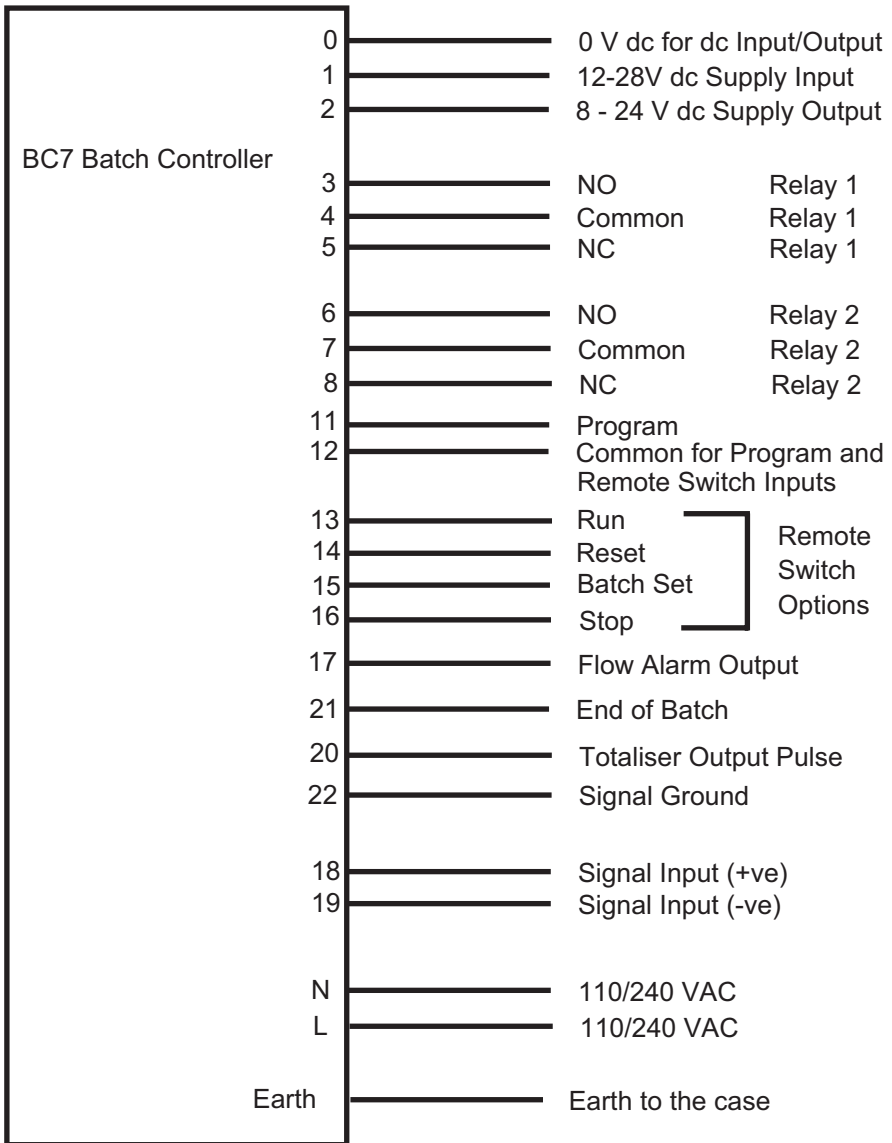 0 0 V dc for dc Input/Output
1 12-28V dc Supply Input
2 8 - 24 V dc Supply Output
BC7 Batch Controller
3 NO Relay 1
4 Common Relay 1
5 NC Relay 1
6 NO Relay 2
7 Common Relay 2
8 NC Relay 2
11 Program
12 Common for Program and
Remote Switch Inputs
13 Run
14 Reset
15 Batch Set
16 Stop
Remote
Switch
Options
17 Flow Alarm Output
21 End of Batch
20 Totaliser Output Pulse
22 Signal Ground
18 Signal Input (+ve)
19 Signal Input (-ve)
N 110/240 VAC
L 110/240 VAC
Earth Earth to the case